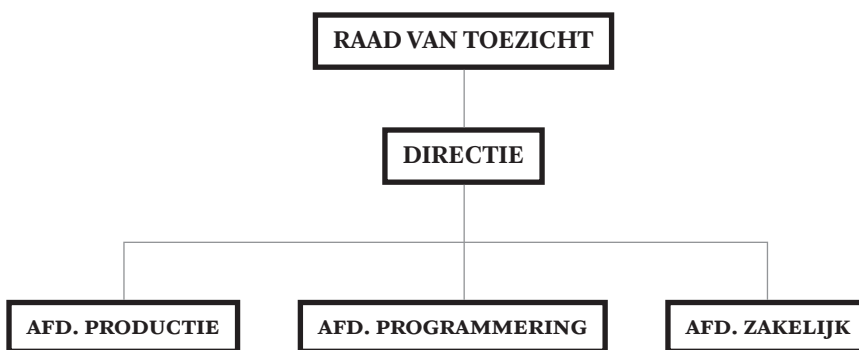 RAAD VAN TOEZICHT
DIRECTIE
AFD. PRODUCTIE
AFD. PROGRAMMERING
AFD. ZAKELIJK